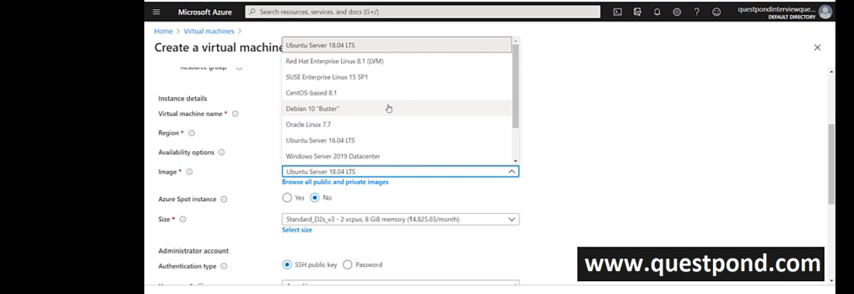 Microsoft Azure
Search resources, services, and docs (G+/)
questpondinterviewque...
DEFAULT DIRECTORY
Home > Virtual machines >
Create a virtual machine
Resource group
Ubuntu Server 18.04 LTS
Red Hat Enterprise Linux 8.1 (LVM)
SUSE Enterprise Linux 15 SP1
CentOS-based 8.1
Debian 10 "Buster"
Oracle Linux 7.7
Ubuntu Server 16.04 LTS
Windows Server 2019 Datacenter
Instance details
Virtual machine name *
Region *
Availability options
Image *
Ubuntu Server 18.04 LTS
Browse all public and private images
Azure Spot instance
Yes No
Size *
Standard_D2s_v3 - 2 vcpus, 8 GiB memory (₹4,825.03/month)
Select size
Administrator account
Authentication type
SSH public key Password
www.questpond.com